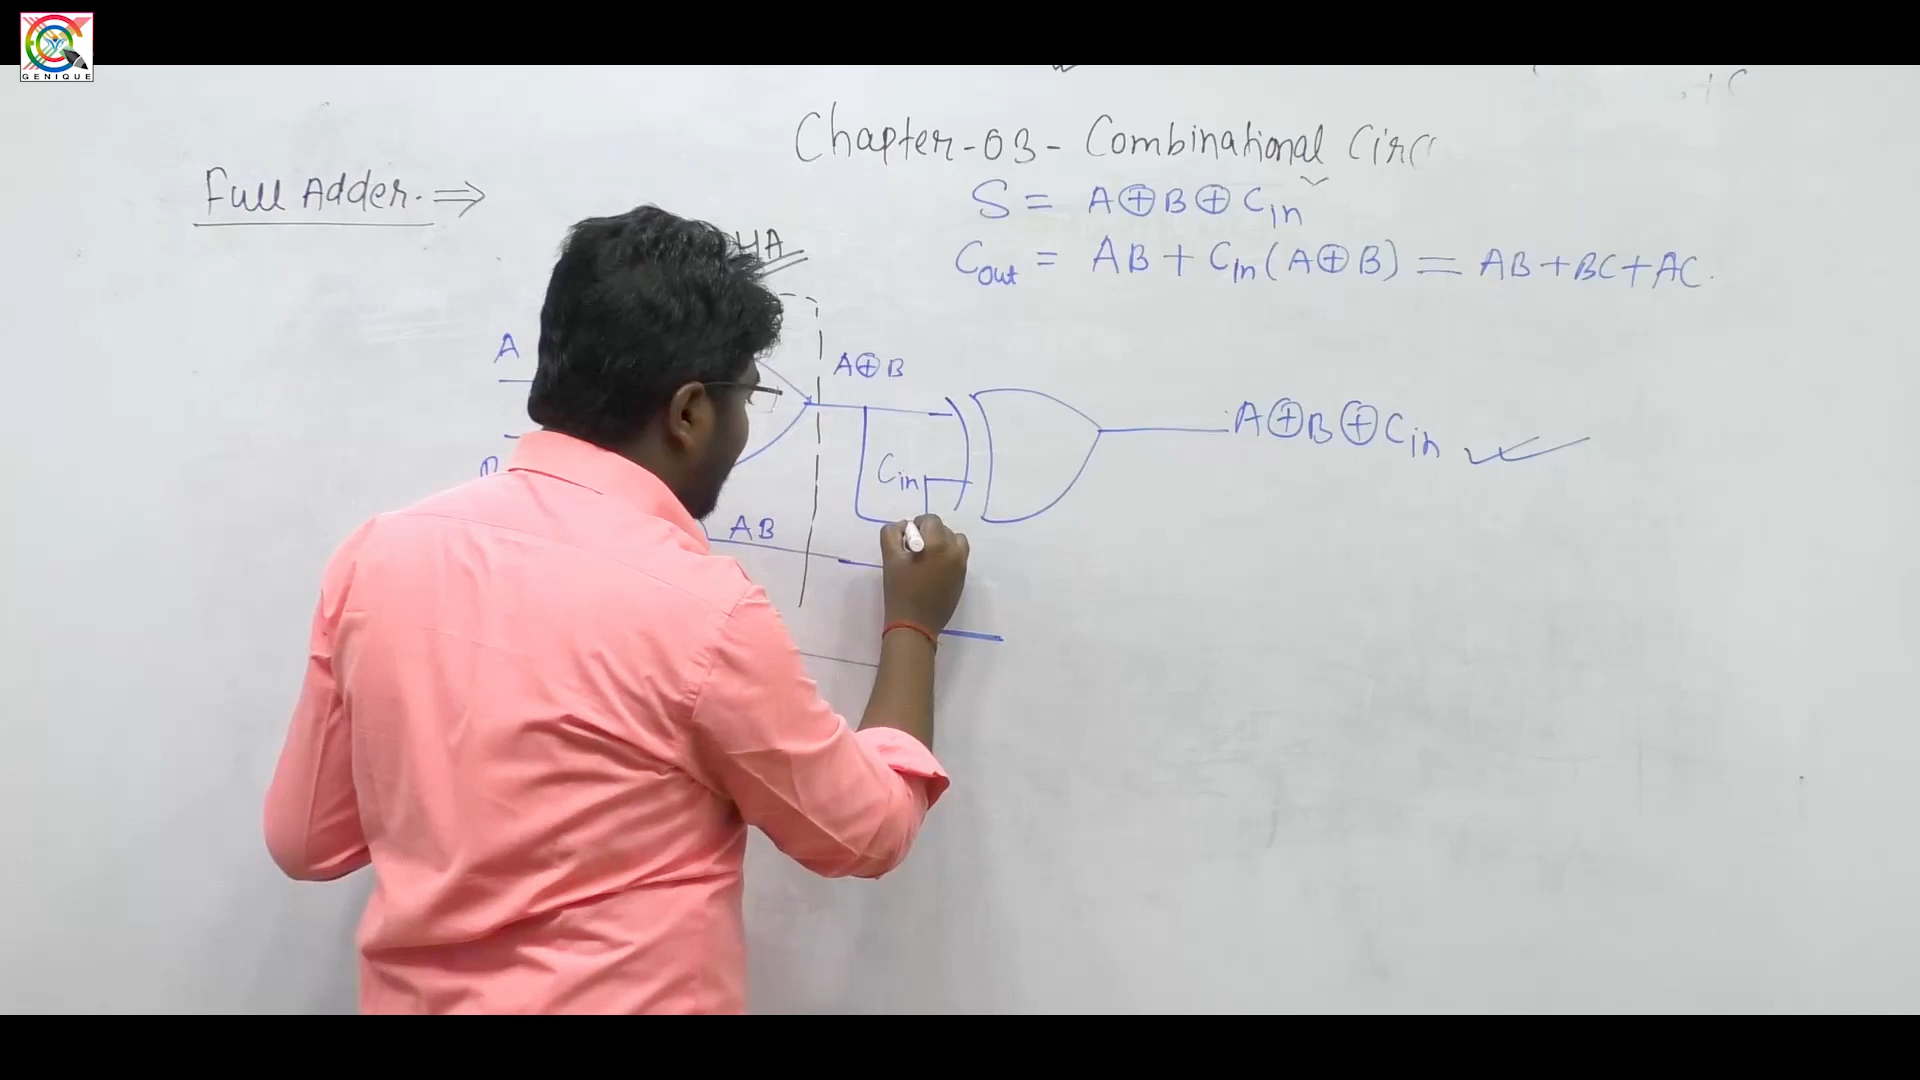 GENIQUE
Chapter-03- Combinational Circ
Full Adder. ⇒
S = A⊕B⊕Cin
HA
Cout = AB + Cin(A⊕B) = AB+BC+AC.
A
A⊕B
A⊕B⊕Cin
Cin
AB